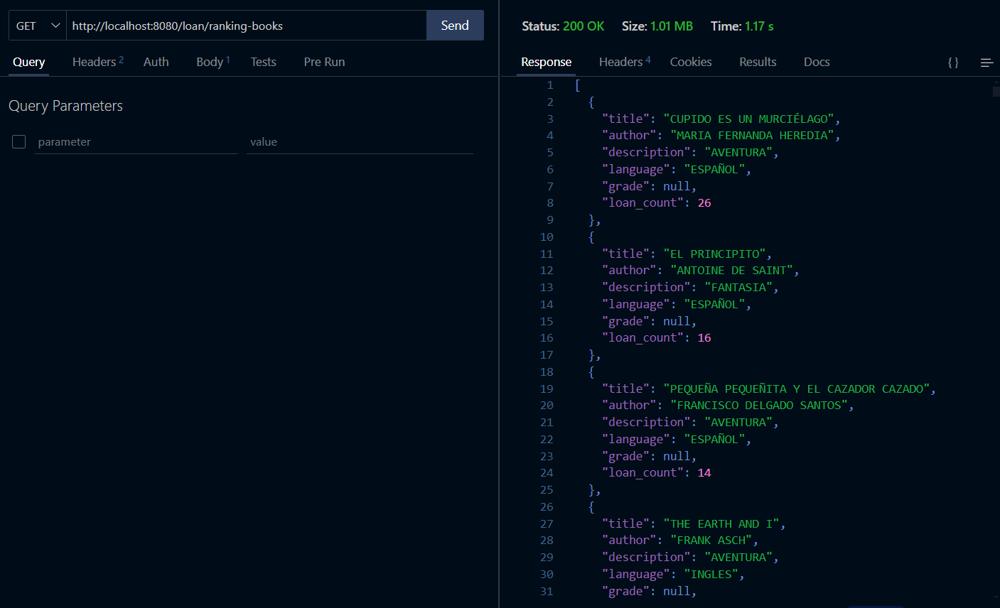 GET http://localhost:8080/loan/ranking-books Send
Query Headers 2 Auth Body 1 Tests Pre Run
Query Parameters
parameter value
Status: 200 OK Size: 1.01 MB Time: 1.17 s
Response Headers 4 Cookies Results Docs { }
1 [
2 {
3 "title": "CUPIDO ES UN MURCIÉLAGO",
4 "author": "MARIA FERNANDA HEREDIA",
5 "description": "AVENTURA",
6 "language": "ESPAÑOL",
7 "grade": null,
8 "loan_count": 26
9 },
10 {
11 "title": "EL PRINCIPITO",
12 "author": "ANTOINE DE SAINT",
13 "description": "FANTASIA",
14 "language": "ESPAÑOL",
15 "grade": null,
16 "loan_count": 16
17 },
18 {
19 "title": "PEQUEÑA PEQUEÑITA Y EL CAZADOR CAZADO",
20 "author": "FRANCISCO DELGADO SANTOS",
21 "description": "AVENTURA",
22 "language": "ESPAÑOL",
23 "grade": null,
24 "loan_count": 14
25 },
26 {
27 "title": "THE EARTH AND I",
28 "author": "FRANK ASCH",
29 "description": "AVENTURA",
30 "language": "INGLES",
31 "grade": null,